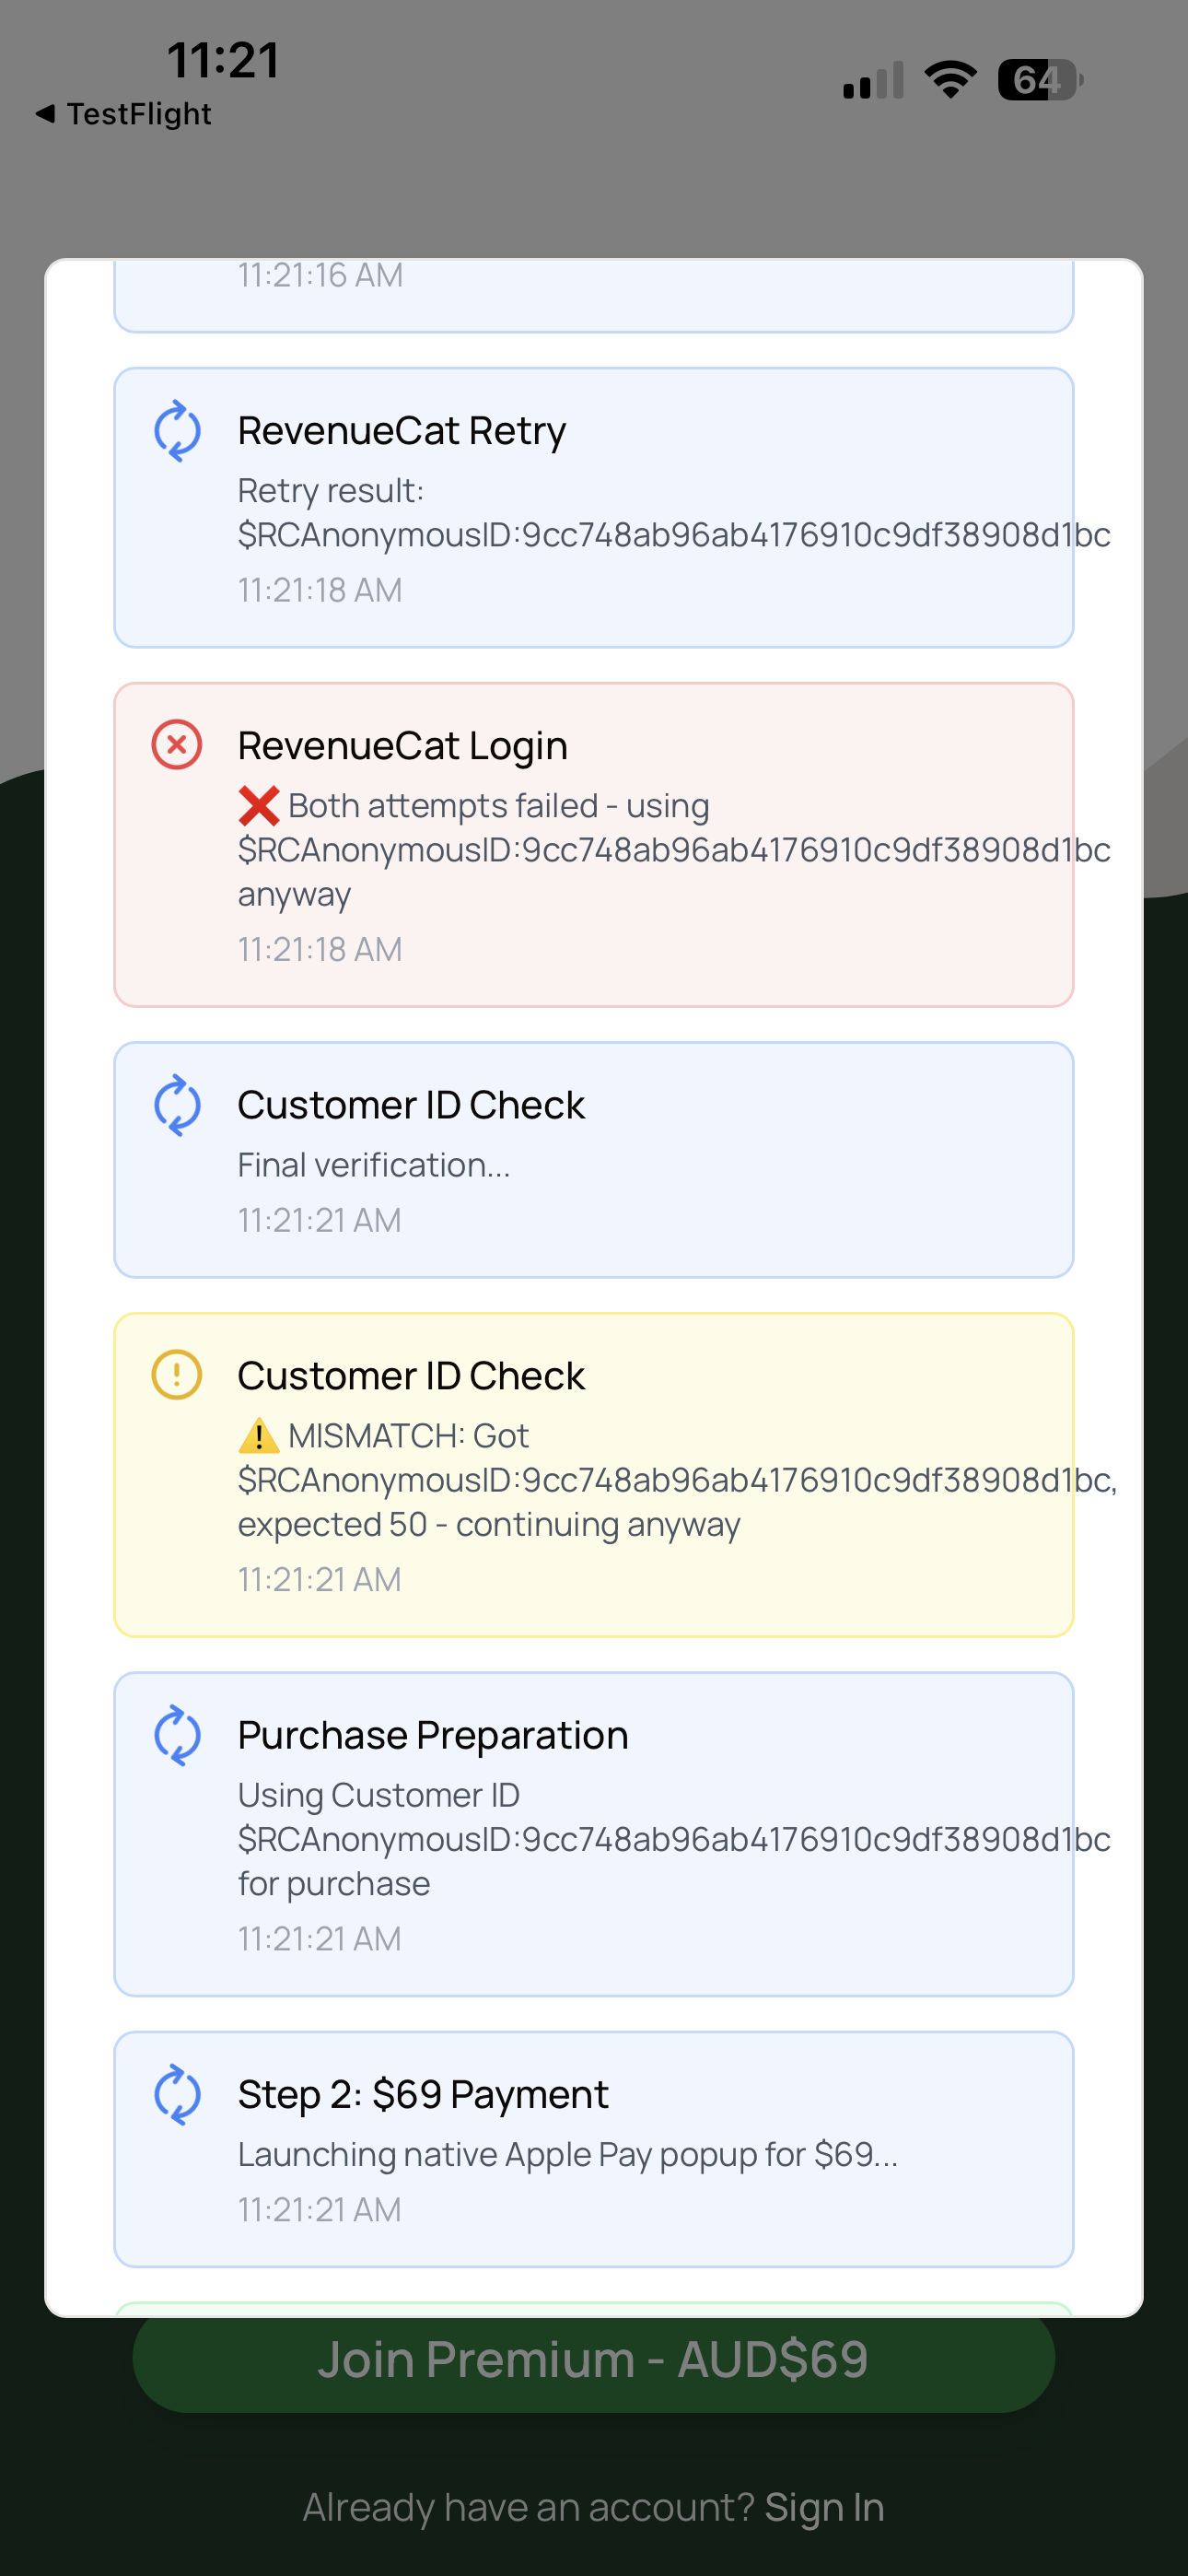 11:21
64
◀ TestFlight
11:21:16 AM
RevenueCat Retry
Retry result:
$RCAnonymousID:9cc748ab96ab4176910c9df38908d1bc
11:21:18 AM
RevenueCat Login
❌ Both attempts failed - using
$RCAnonymousID:9cc748ab96ab4176910c9df38908d1bc
anyway
11:21:18 AM
Customer ID Check
Final verification...
11:21:21 AM
Customer ID Check
⚠️ MISMATCH: Got
$RCAnonymousID:9cc748ab96ab4176910c9df38908d1bc,
expected 50 - continuing anyway
11:21:21 AM
Purchase Preparation
Using Customer ID
$RCAnonymousID:9cc748ab96ab4176910c9df38908d1bc
for purchase
11:21:21 AM
Step 2: $69 Payment
Launching native Apple Pay popup for $69...
11:21:21 AM
Join Premium - AUD$69
Already have an account? Sign In